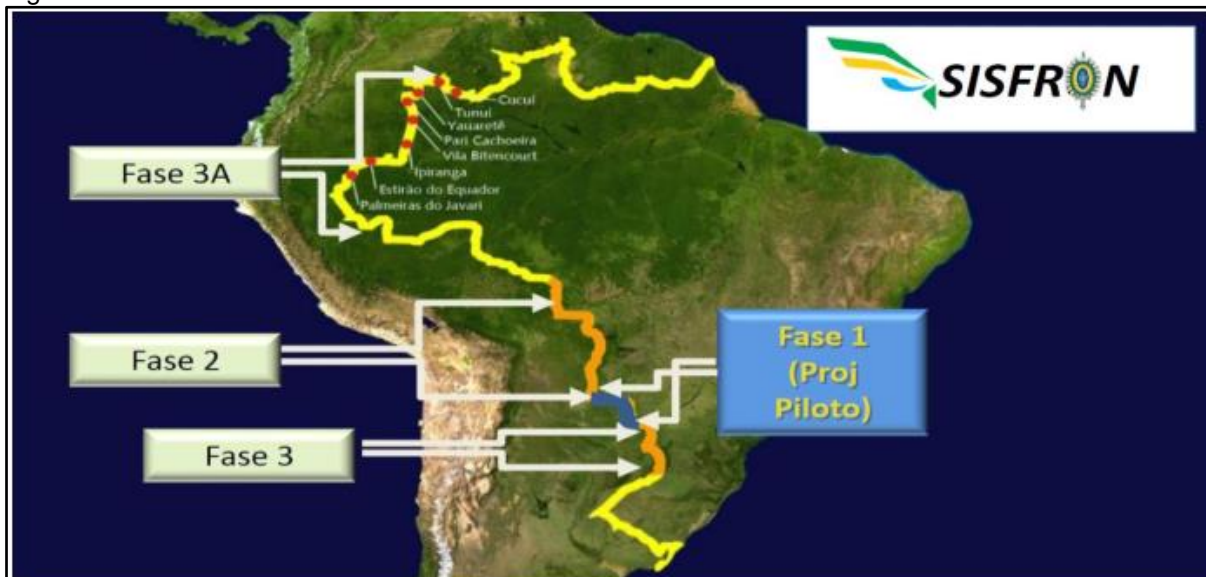 SISFRON
Cucuí
Tunuí
Yauaretê
Pari Cachoeira
Vila Bitencourt
Ipiranga
Estirão do Equador
Palmeiras do Javari
Fase 3A
Fase 2
Fase 3
Fase 1
(Proj
Piloto)